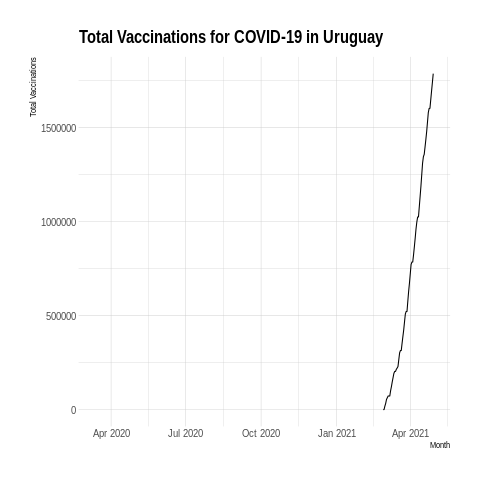 Total Vaccinations for COVID-19 in Uruguay
Total Vaccinations
1500000
1000000
500000
0
Apr 2020 Jul 2020 Oct 2020 Jan 2021 Apr 2021
Month